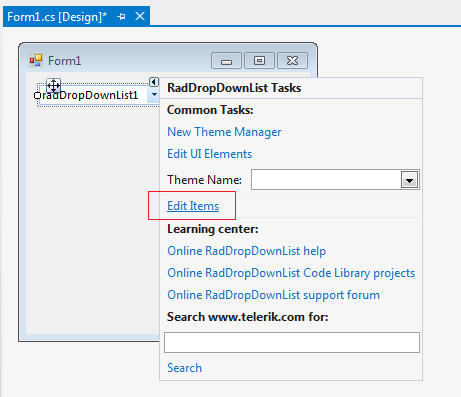 Form1.cs [Design]*
Form1
radDropDownList1
RadDropDownList Tasks
Common Tasks:
New Theme Manager
Edit UI Elements
Theme Name:
Edit Items
Learning center:
Online RadDropDownList help
Online RadDropDownList Code Library projects
Online RadDropDownList support forum
Search www.telerik.com for:
Search